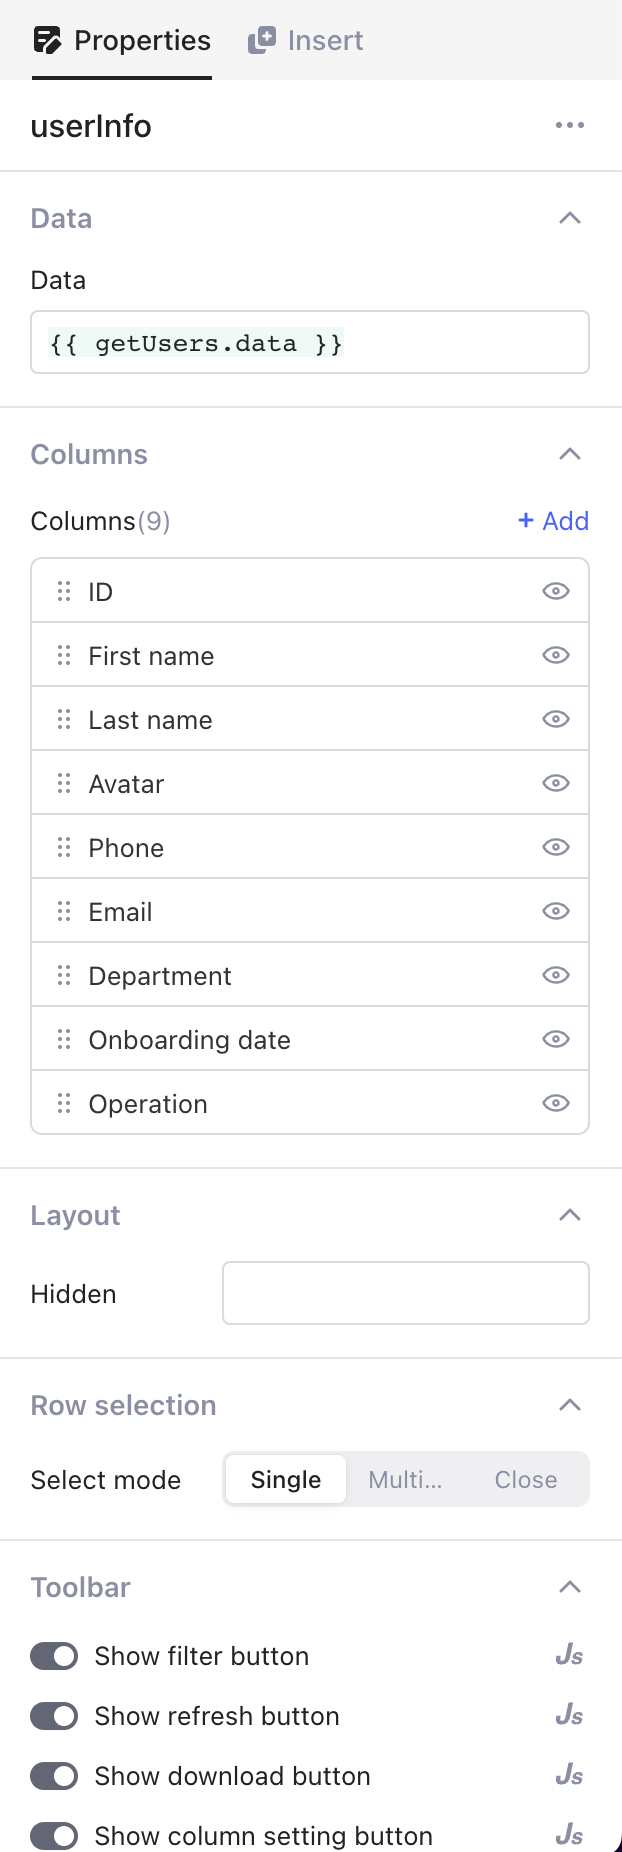 Properties Insert
userInfo
Data
Data
{{ getUsers.data }}
Columns
Columns(9) + Add
ID
First name
Last name
Avatar
Phone
Email
Department
Onboarding date
Operation
Layout
Hidden
Row selection
Select mode Single Multi... Close
Toolbar
Show filter button Js
Show refresh button Js
Show download button Js
Show column setting button Js